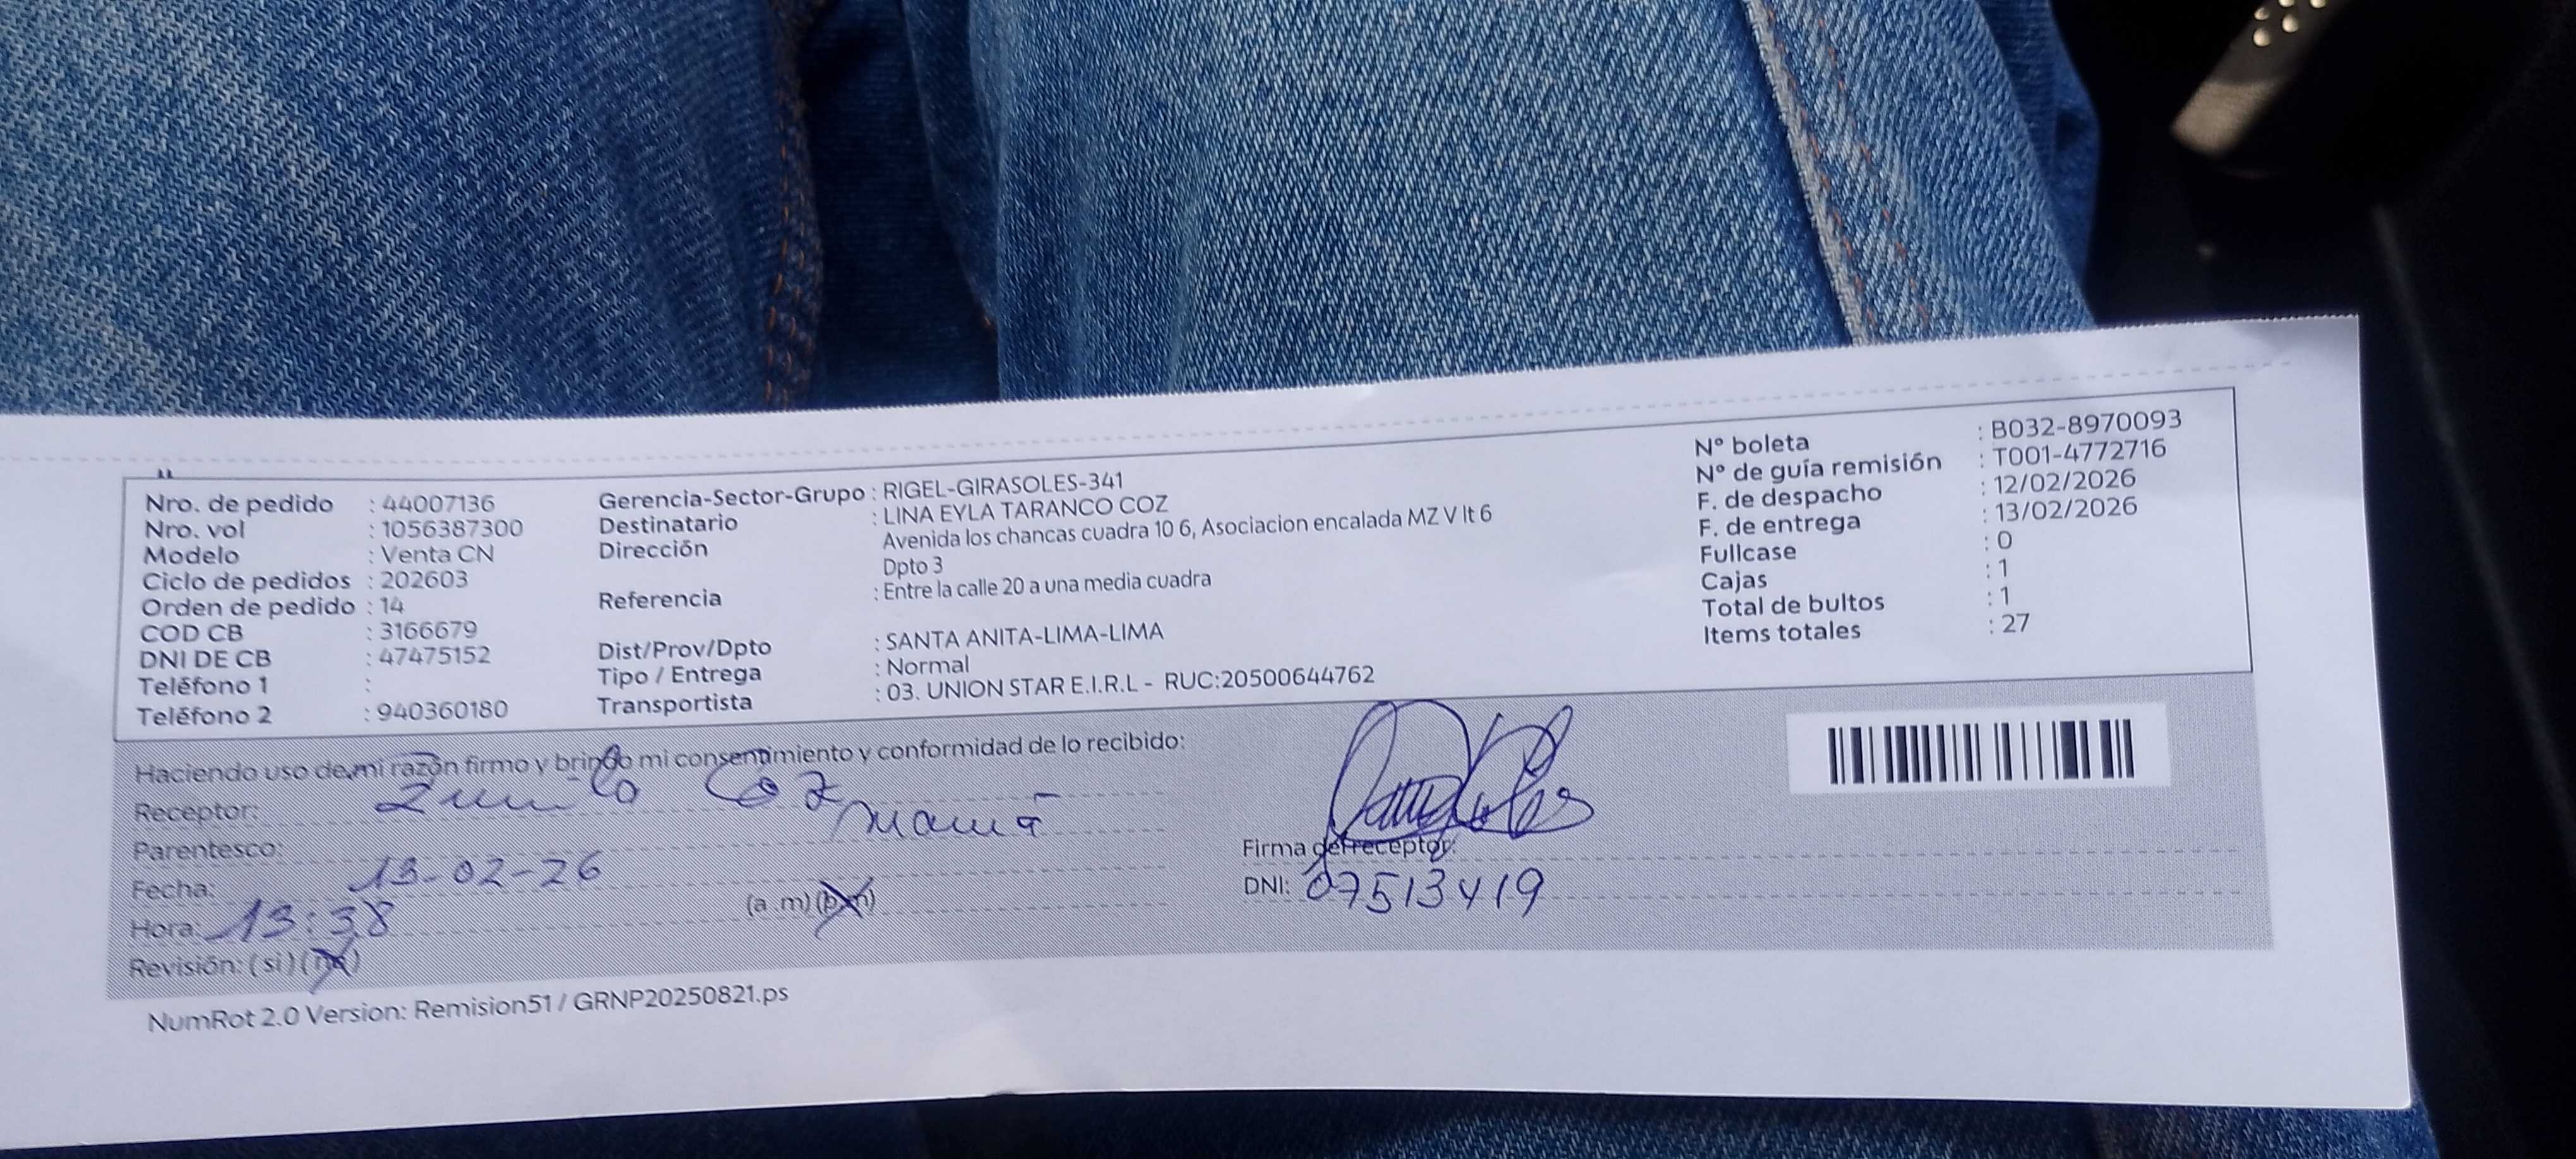 Nro. de pedido : 44007136
Nro. vol : 1056387300
Modelo : Venta CN
Ciclo de pedidos : 202603
Orden de pedido : 14
COD CB : 3166679
DNI DE CB : 47475152
Teléfono 1 :
Teléfono 2 : 940360180
Gerencia-Sector-Grupo : RIGEL-GIRASOLES-341
Destinatario : LINA EYLA TARANCO COZ
Dirección Avenida los chancas cuadra 10 6, Asociacion encalada MZ V lt 6
Dpto 3
Referencia : Entre la calle 20 a una media cuadra
Dist/Prov/Dpto : SANTA ANITA-LIMA-LIMA
Tipo / Entrega : Normal
Transportista : 03. UNION STAR E.I.R.L - RUC:20500644762
N° boleta : B032-8970093
N° de guía remisión : T001-4772716
F. de despacho : 12/02/2026
F. de entrega : 13/02/2026
Fullcase : 0
Cajas : 1
Total de bultos : 1
Items totales : 27
Haciendo uso de mi razón firmo y brindo mi consentimiento y conformidad de lo recibido:
Receptor: Coz
Parentesco: mamá
Fecha: 13-02-26
Hora: 13:38 (a .m) (p.m)
Revisión: (si) (no)
Firma del receptor:
DNI: 07513419
NumRot 2.0 Version: Remision51 / GRNP20250821.ps